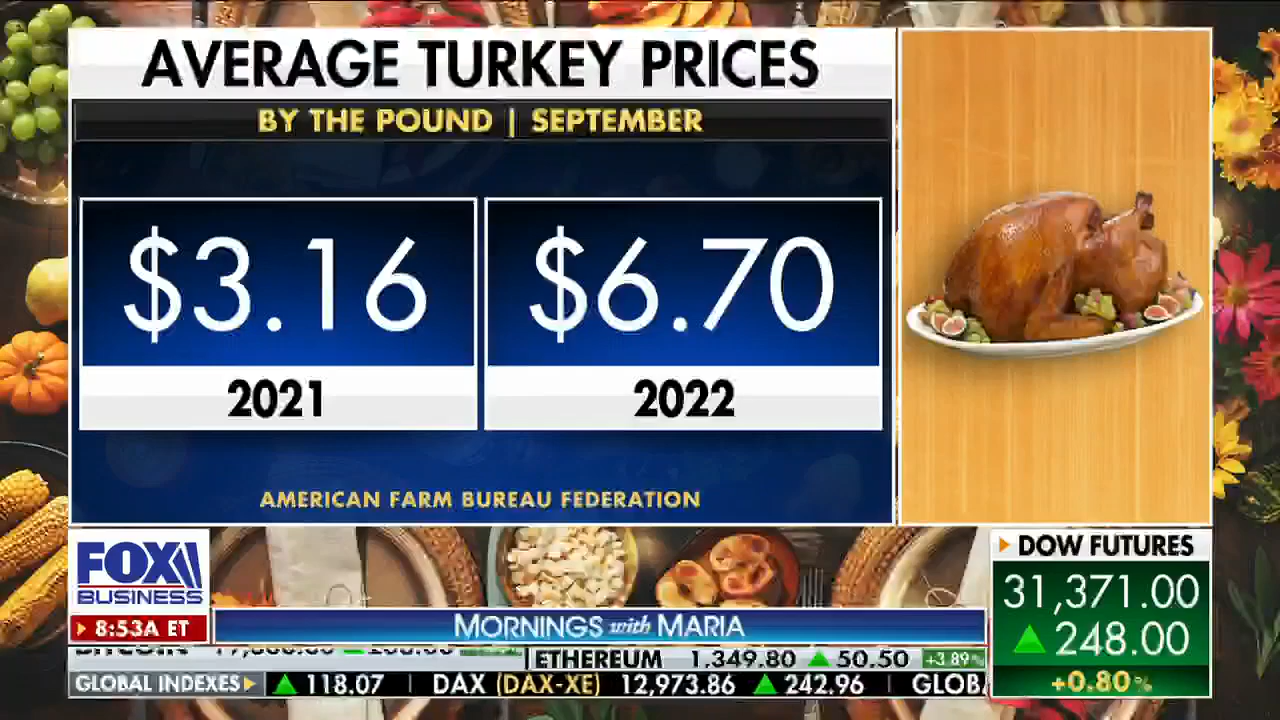 AVERAGE TURKEY PRICES
BY THE POUND | SEPTEMBER
$3.16
$6.70
2021
2022
AMERICAN FARM BUREAU FEDERATION
FOX
BUSINESS
8:53A ET
MORNINGS with MARIA
DOW FUTURES
31,371.00
▲ 248.00
+0.80%
BITCOIN
ETHEREUM 1,349.80 ▲ 50.50 +3.89%
GLOBAL INDEXES ▲ 118.07 | DAX (DAX-XE) 12,973.86 ▲ 242.96 | GLOBA